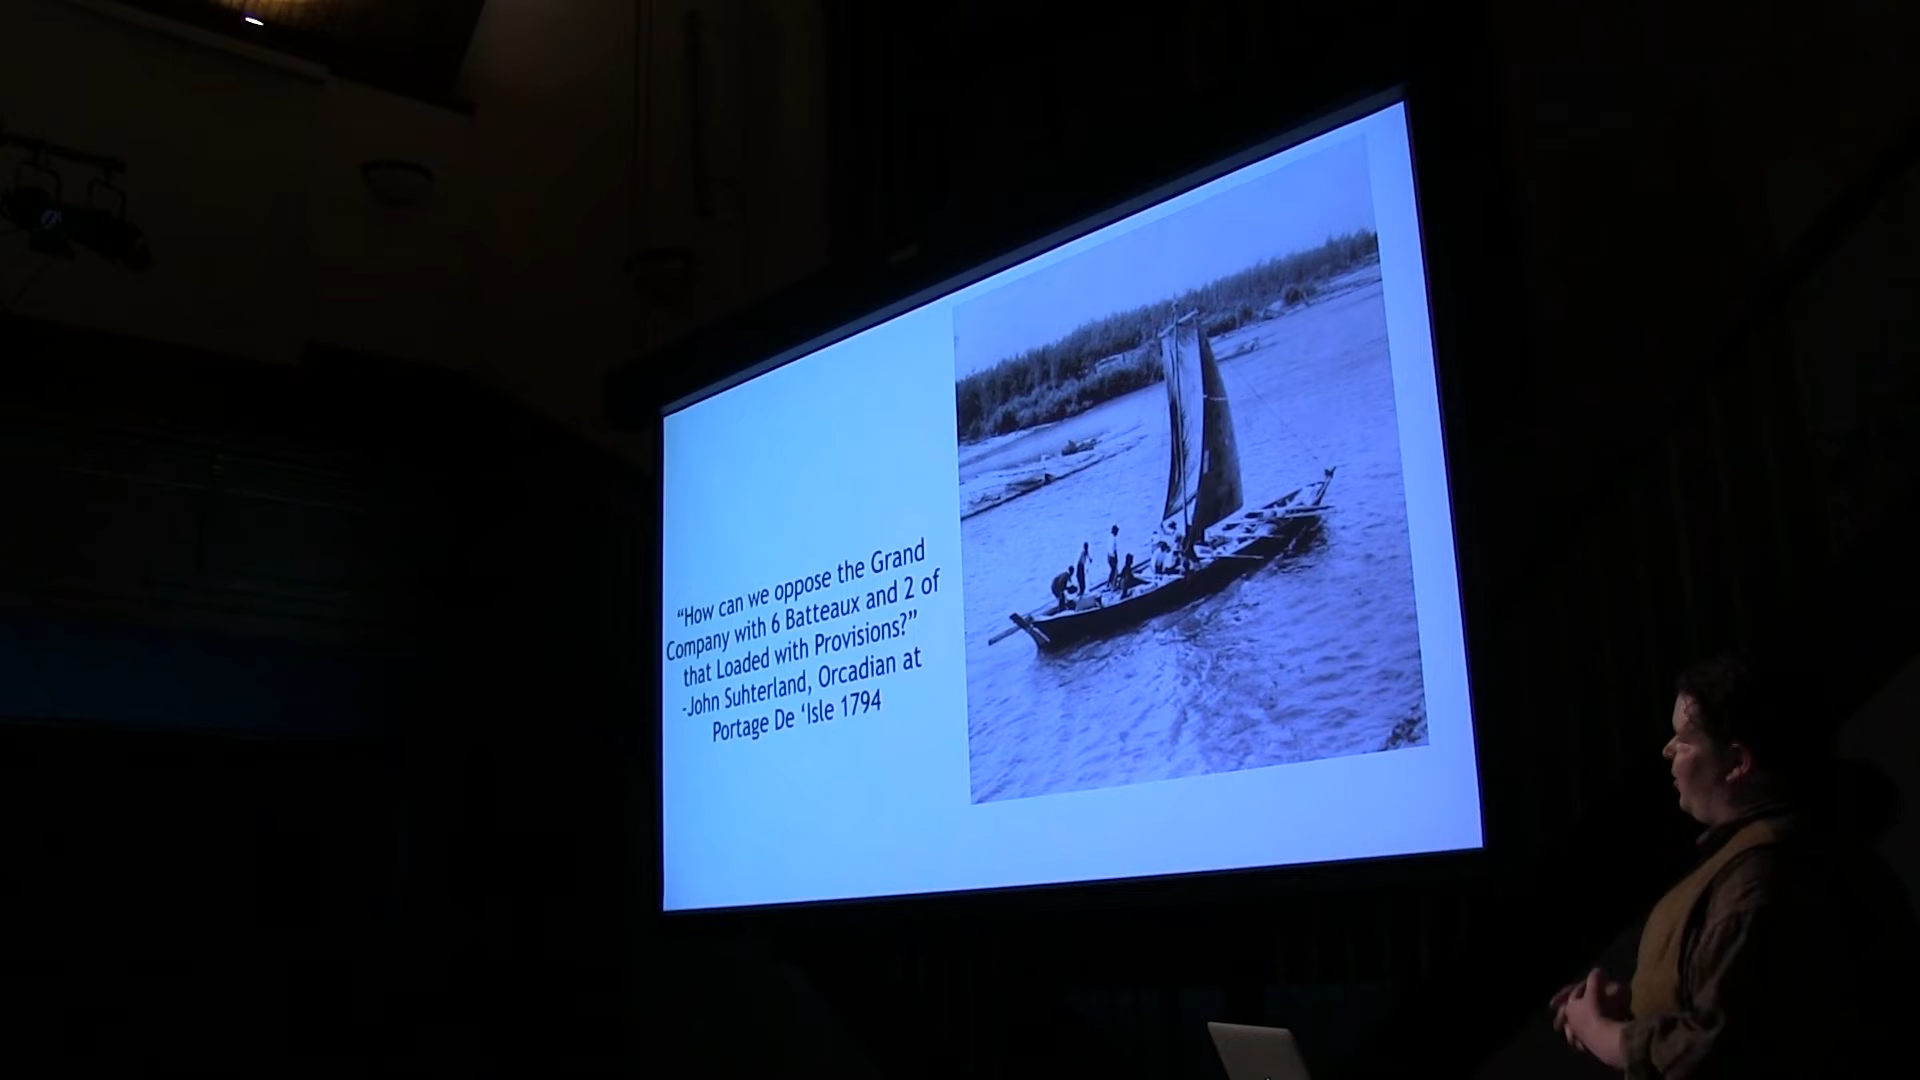 “How can we oppose the Grand
Company with 6 Batteaux and 2 of
that Loaded with Provisions?”
-John Suhterland, Orcadian at
Portage De ‘Isle 1794